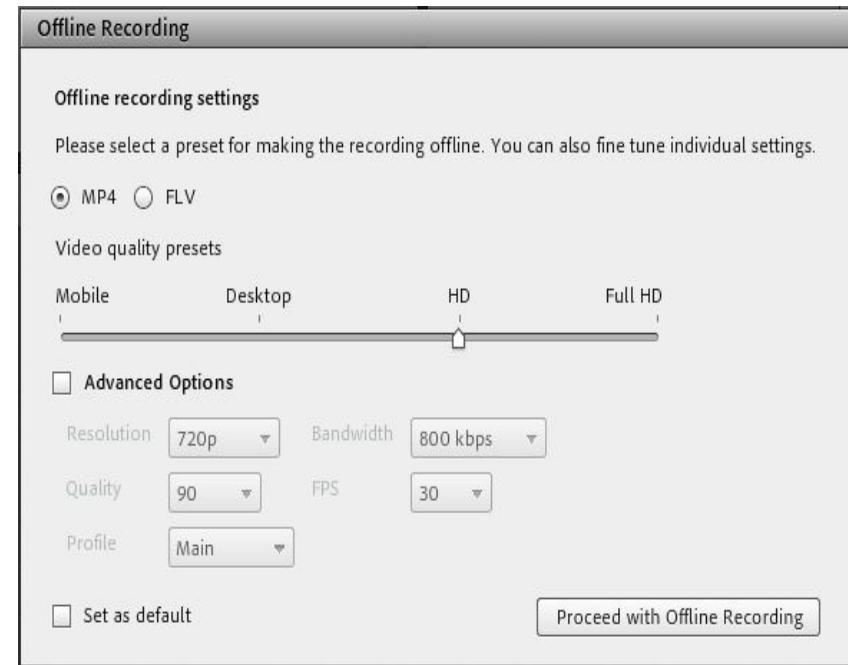 Offline Recording
Offline recording settings
Please select a preset for making the recording offline. You can also fine tune individual settings.
MP4 FLV
Video quality presets
Mobile Desktop HD Full HD
Advanced Options
Resolution 720p Bandwidth 800 kbps
Quality 90 FPS 30
Profile Main
Set as default Proceed with Offline Recording